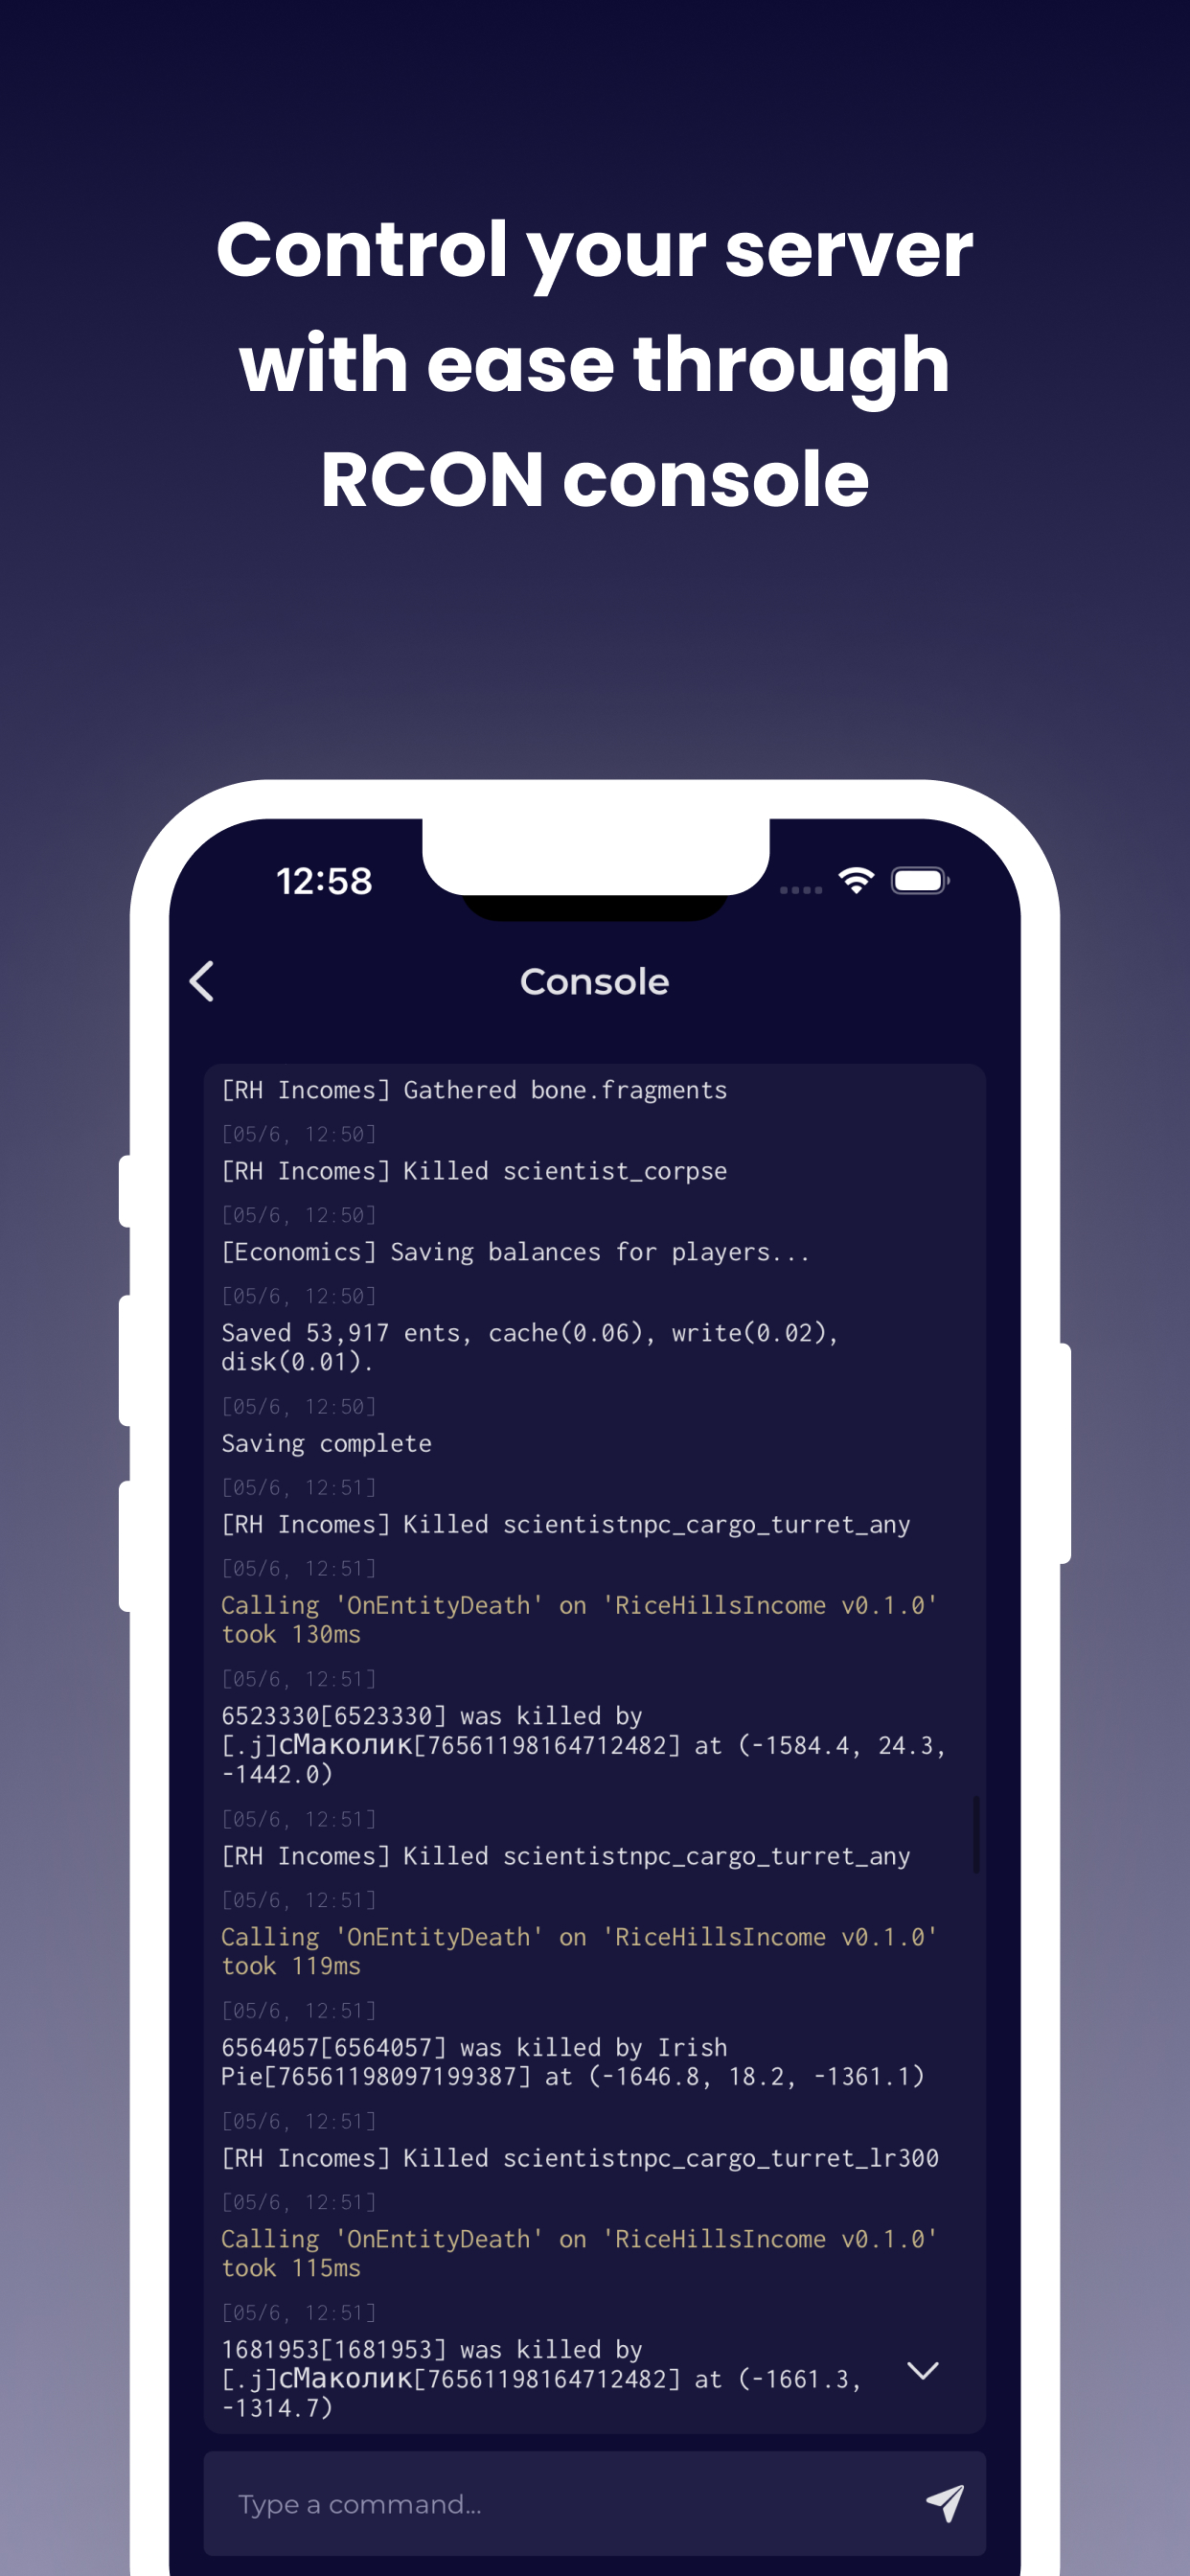 Control your server
with ease through
RCON console
12:58
Console
[RH Incomes] Gathered bone.fragments
[05/6, 12:50]
[RH Incomes] Killed scientist_corpse
[05/6, 12:50]
[Economics] Saving balances for players...
[05/6, 12:50]
Saved 53,917 ents, cache(0.06), write(0.02),
disk(0.01).
[05/6, 12:50]
Saving complete
[05/6, 12:51]
[RH Incomes] Killed scientistnpc_cargo_turret_any
[05/6, 12:51]
Calling 'OnEntityDeath' on 'RiceHillsIncome v0.1.0'
took 130ms
[05/6, 12:51]
6523330[6523330] was killed by
[.j]сМаколик[76561198164712482] at (-1584.4, 24.3,
-1442.0)
[05/6, 12:51]
[RH Incomes] Killed scientistnpc_cargo_turret_any
[05/6, 12:51]
Calling 'OnEntityDeath' on 'RiceHillsIncome v0.1.0'
took 119ms
[05/6, 12:51]
6564057[6564057] was killed by Irish
Pie[76561198097199387] at (-1646.8, 18.2, -1361.1)
[05/6, 12:51]
[RH Incomes] Killed scientistnpc_cargo_turret_lr300
[05/6, 12:51]
Calling 'OnEntityDeath' on 'RiceHillsIncome v0.1.0'
took 115ms
[05/6, 12:51]
1681953[1681953] was killed by
[.j]сМаколик[76561198164712482] at (-1661.3,
-1314.7)
Type a command...